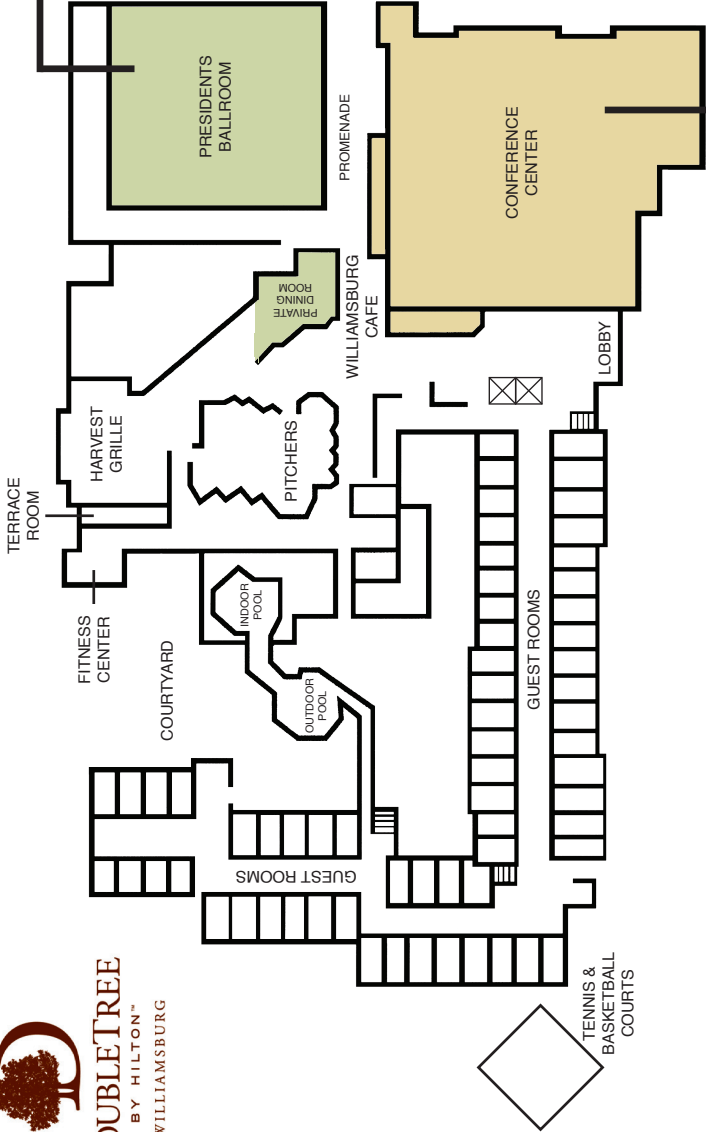 PRESIDENTS
BALLROOM
PROMENADE
CONFERENCE
CENTER
PRIVATE
DINING
ROOM
WILLIAMSBURG
CAFE
LOBBY
HARVEST
GRILLE
PITCHERS
TERRACE
ROOM
FITNESS
CENTER
COURTYARD
INDOOR
POOL
OUTDOOR
POOL
GUEST ROOMS
GUEST ROOMS
TENNIS &
BASKETBALL
COURTS
D
OUBLETREE
BY HILTON™
WILLIAMSBURG